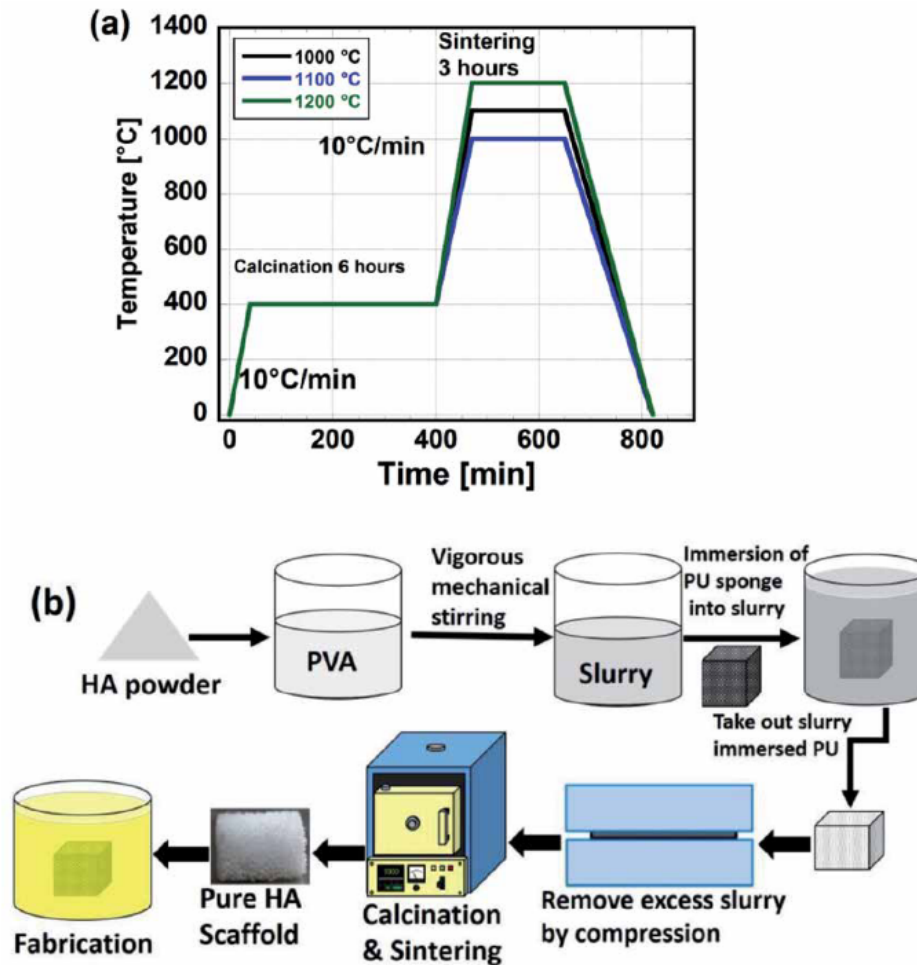 (a)
1400
1200
1000
800
600
400
200
0
Temperature [°C]
1000 °C
1100 °C
1200 °C
Sintering
3 hours
10°C/min
Calcination 6 hours
10°C/min
0
200
400
600
800
Time [min]
(b)
HA powder
PVA
Vigorous
mechanical
stirring
Slurry
Immersion of
PU sponge
into slurry
Take out slurry
immersed PU
Remove excess slurry
by compression
Calcination
& Sintering
Pure HA
Scaffold
Fabrication